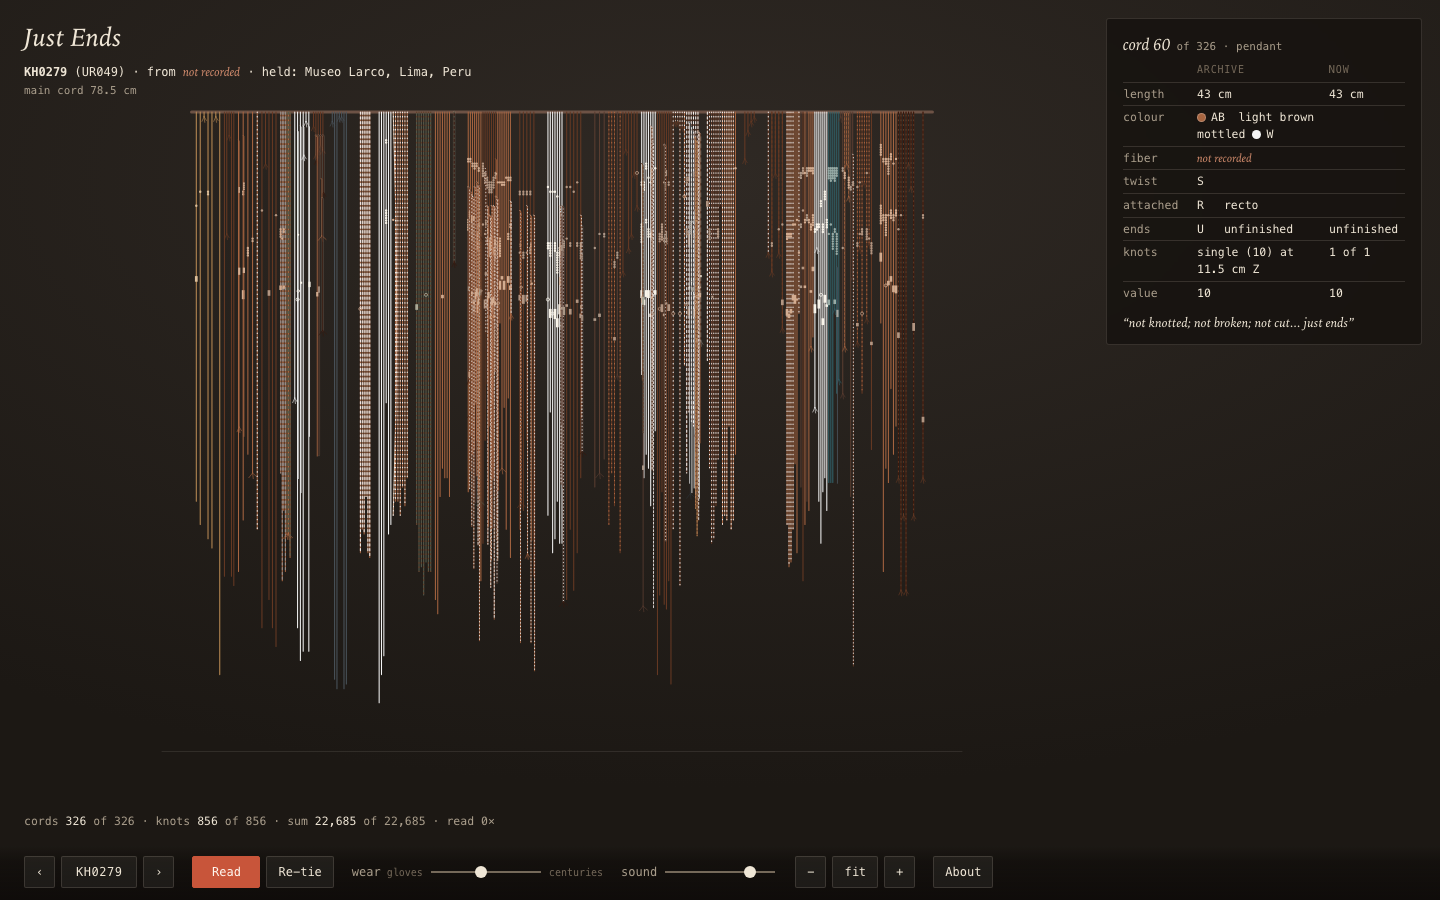 Just Ends
KH0279 (UR049) · from not recorded · held: Museo Larco, Lima, Peru
main cord 78.5 cm
cord 60 of 326 · pendant
ARCHIVE NOW
length 43 cm 43 cm
colour AB light brown
mottled W
fiber not recorded
twist S
attached R recto
ends U unfinished unfinished
knots single (10) at 1 of 1
11.5 cm Z
value 10 10
“not knotted; not broken; not cut... just ends”
cords 326 of 326 · knots 856 of 856 · sum 22,685 of 22,685 · read 0×
‹ KH0279 › Read Re-tie wear gloves centuries sound − fit + About